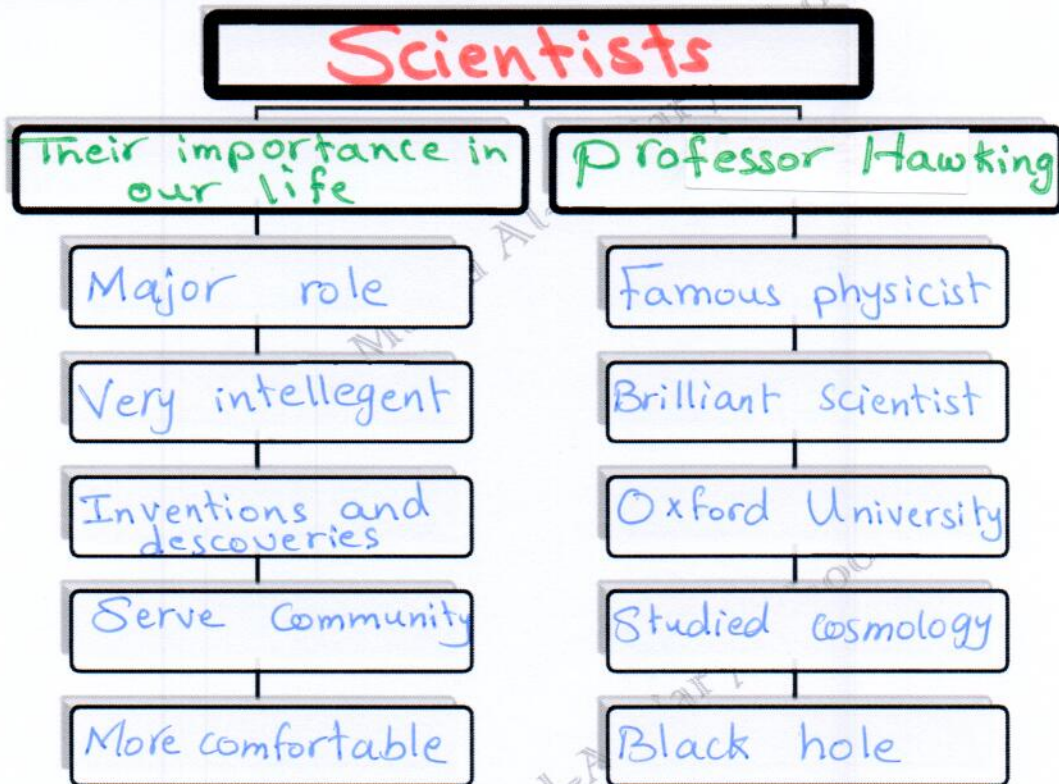 Scientists
Their importance in
our life
Professor Hawking
Major role
Famous physicist
Very intellegent
Brilliant scientist
Inventions and
descoveries
Oxford University
Serve Community
Studied cosmology
More comfortable
Black hole